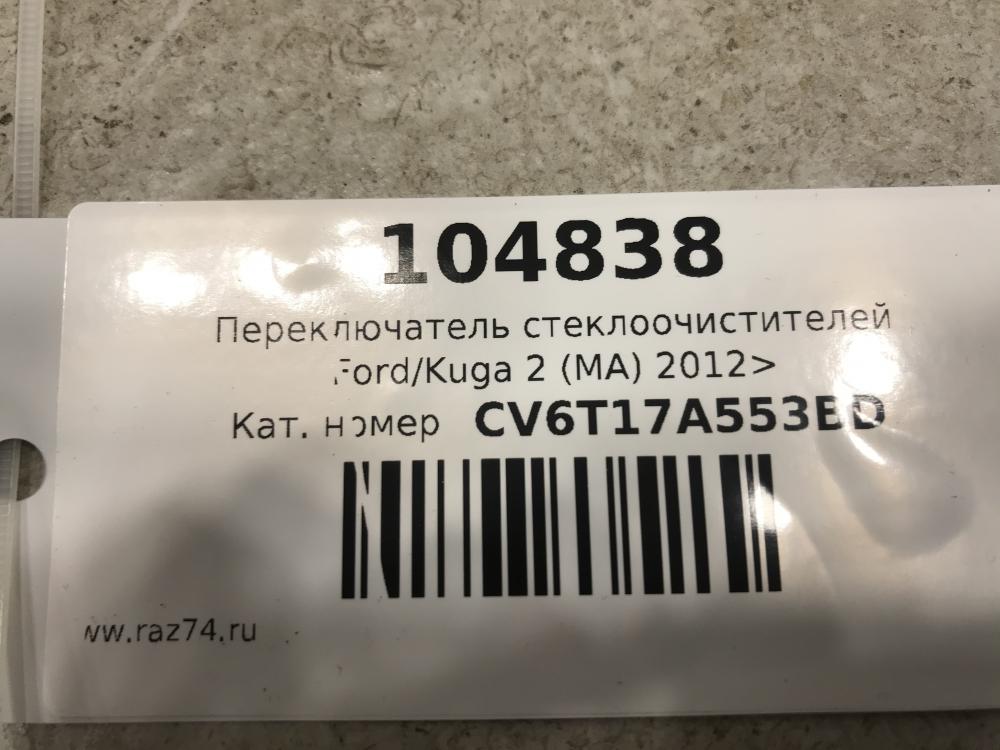 104838
Переключатель стеклоочистителей
Ford/Kuga 2 (MA) 2012>
Кат. номер CV6T17A553BD
ww.raz74.ru